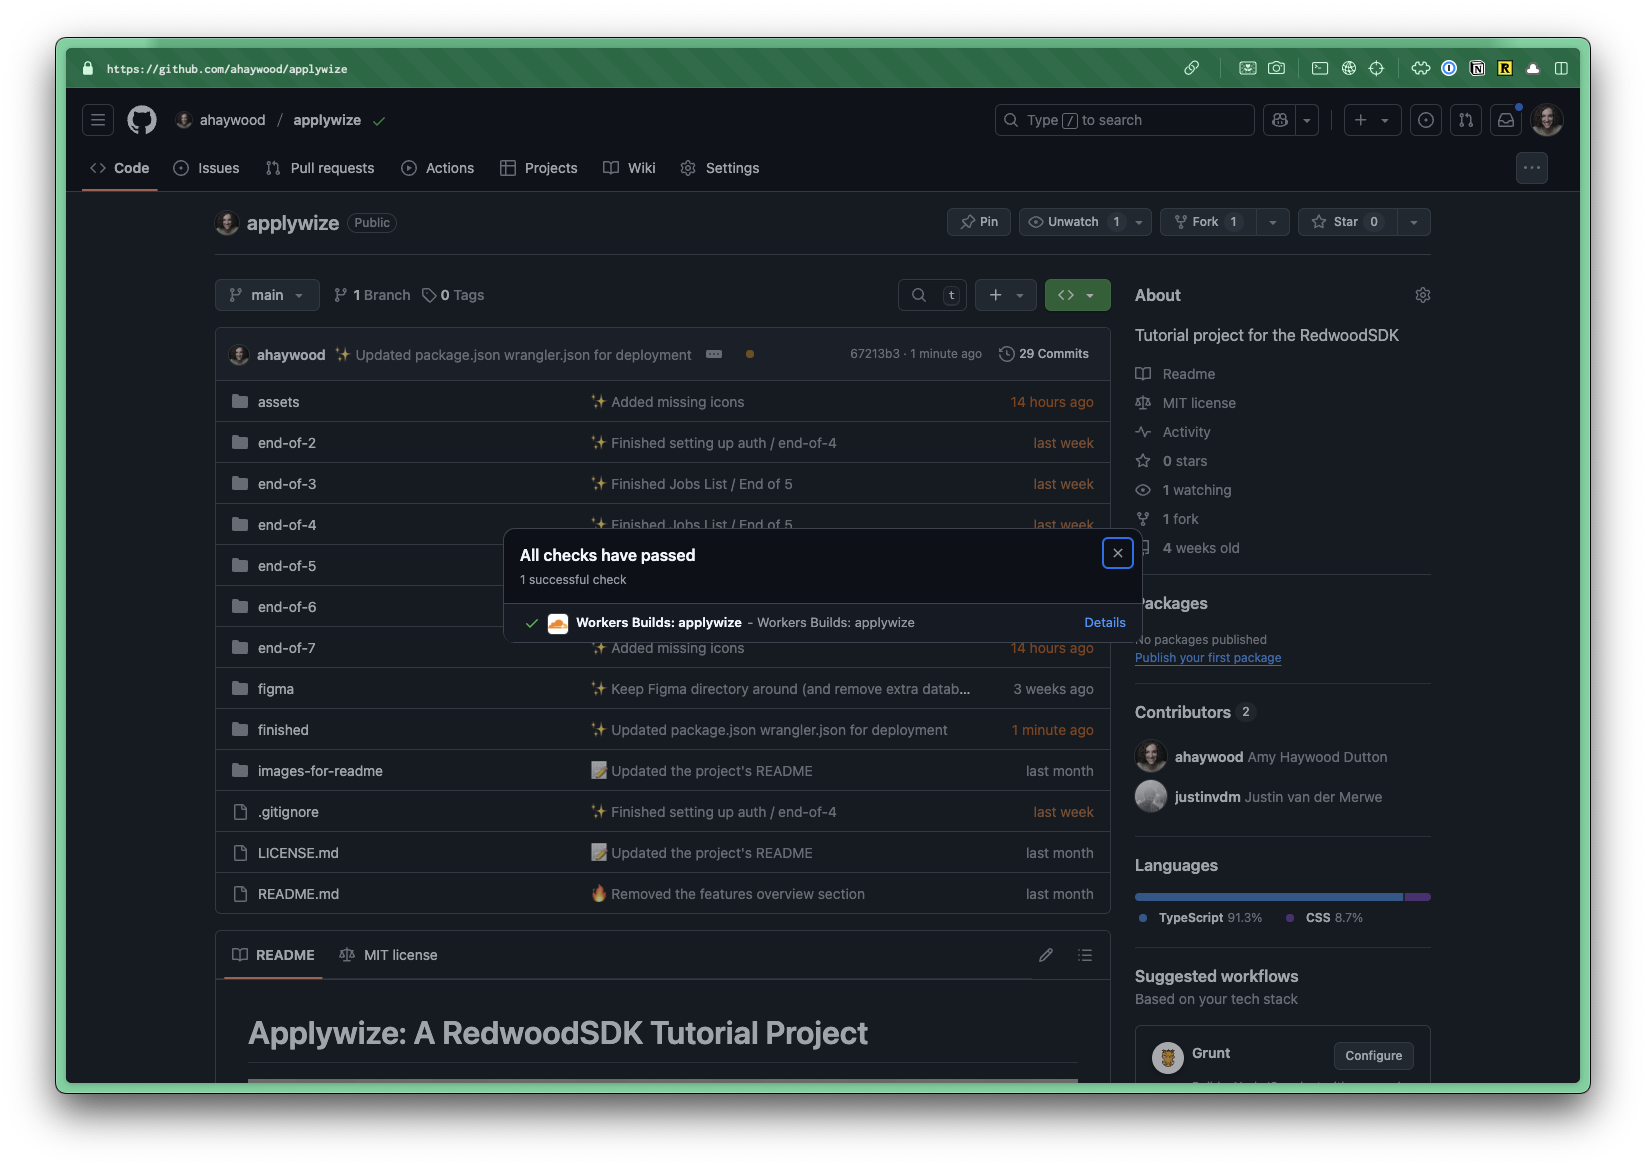 https://github.com/ahaywood/applywize
ahaywood / applywize
Type / to search
Code
Issues
Pull requests
Actions
Projects
Wiki
Settings
applywize Public
Pin
Unwatch 1
Fork 1
Star 0
main
1 Branch
0 Tags
t
ahaywood ✨ Updated package.json wrangler.json for deployment
67213b3 · 1 minute ago
29 Commits
assets ✨ Added missing icons 14 hours ago
end-of-2 ✨ Finished setting up auth / end-of-4 last week
end-of-3 ✨ Finished Jobs List / End of 5 last week
end-of-4 ✨ Finished Jobs List / End of 5 last week
end-of-5
end-of-6
end-of-7 ✨ Added missing icons 14 hours ago
figma ✨ Keep Figma directory around (and remove extra datab... 3 weeks ago
finished ✨ Updated package.json wrangler.json for deployment 1 minute ago
images-for-readme 📝 Updated the project's README last month
.gitignore ✨ Finished setting up auth / end-of-4 last week
LICENSE.md 📝 Updated the project's README last month
README.md 🔥 Removed the features overview section last month
All checks have passed
1 successful check
Workers Builds: applywize - Workers Builds: applywize
Details
README
MIT license
Applywize: A RedwoodSDK Tutorial Project
About
Tutorial project for the RedwoodSDK
Readme
MIT license
Activity
0 stars
1 watching
1 fork
4 weeks old
Packages
No packages published
Publish your first package
Contributors 2
ahaywood Amy Haywood Dutton
justinvdm Justin van der Merwe
Languages
TypeScript 91.3%
CSS 8.7%
Suggested workflows
Based on your tech stack
Grunt
Configure